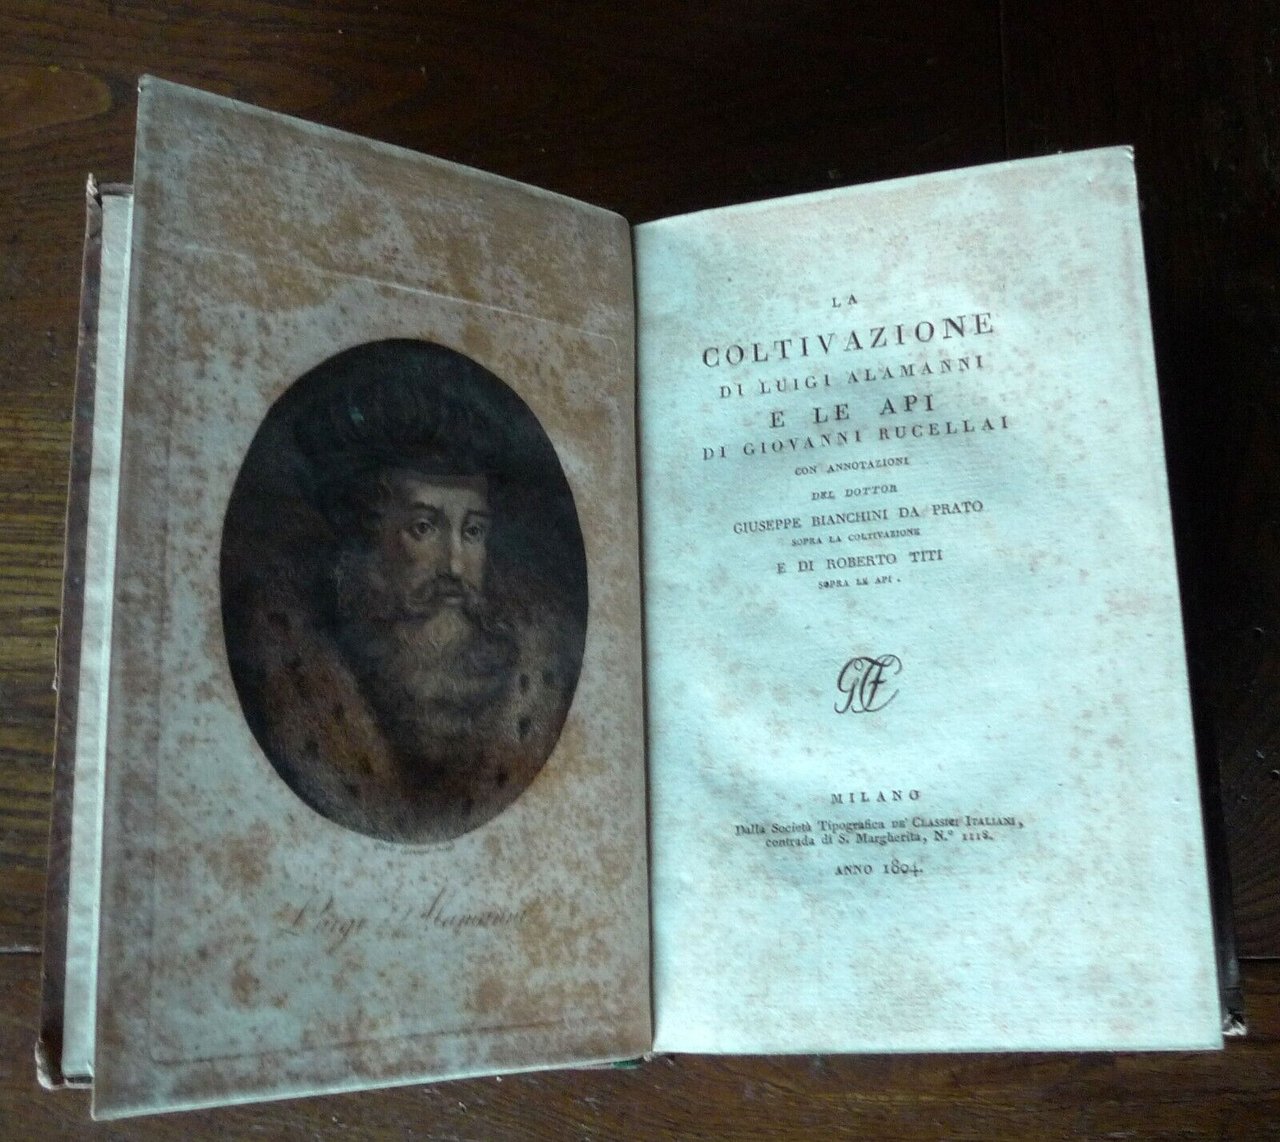 Luigi Alamanni
LA
COLTIVAZIONE
DI LUIGI ALAMANNI
E LE API
DI GIOVANNI RUCELLAI
CON ANNOTAZIONI
DEL DOTTOR
GIUSEPPE BIANCHINI DA PRATO
SOPRA LA COLTIVAZIONE
E DI ROBERTO TITI
SOPRA LE API.
MILANO
Dalla Società Tipografica DE' CLASSICI ITALIANI,
contrada di S. Margherita, N.º 1118.
ANNO 1804.